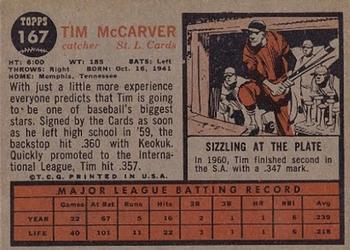 TOPPS
167
TIM McCARVER
catcher St. L. Cards
HT: 6:00 WT: 185 BATS: Left
THROWS: Right BORN: Oct. 16, 1941
HOME: Memphis, Tennessee
With just a little more experience everyone predicts that Tim is going
to be one of baseball's biggest stars. Signed by the Cards as soon
as he left high school in '59, the
backstop hit .360 with Keokuk.
Quickly promoted to the International League, Tim hit .357.
©T.C.G. PRINTED IN U.S.A.
SIZZLING AT THE PLATE
In 1960, Tim finished second in
the S.A. with a .347 mark.
MAJOR LEAGUE BATTING RECORD
Games At Bat Runs Hits 2B 3B H.R. RBI Avg.
YEAR 22 67 5 16 2 1 1 6 .239
LIFE 40 101 11 22 3 1 1 6 .218